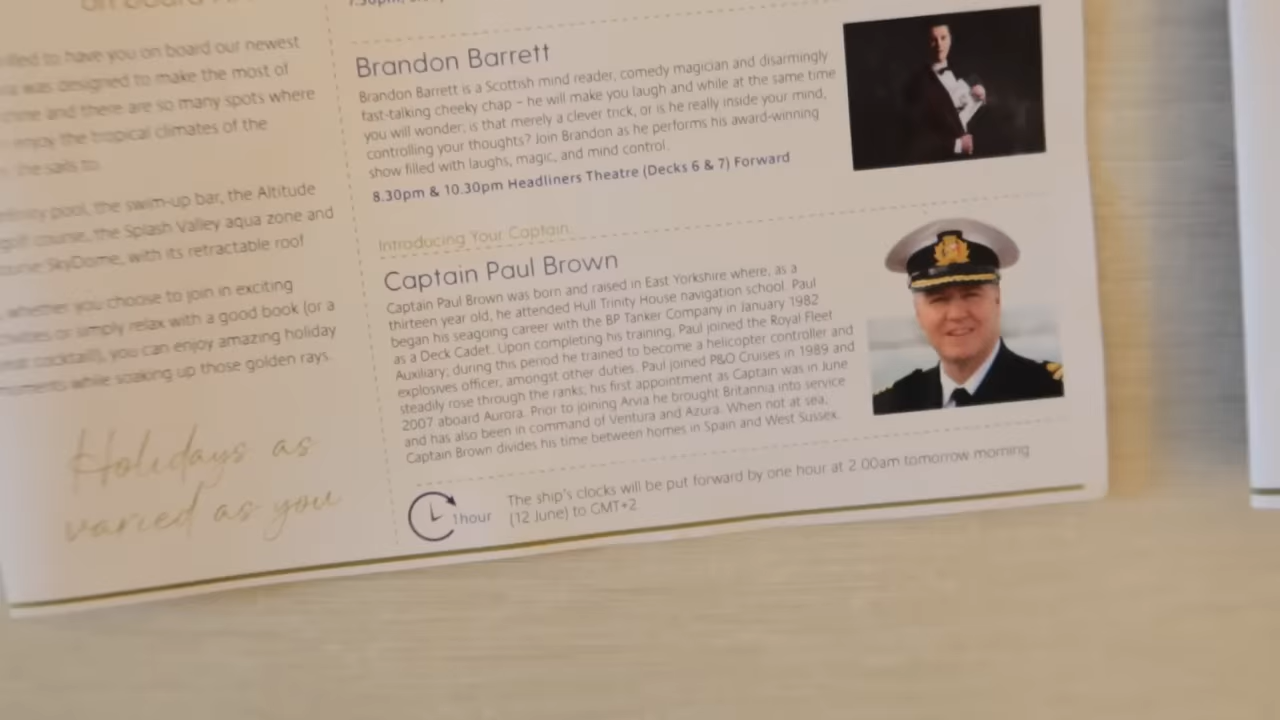 on board
have you on board our newest
was designed to make the most of
and there are so many spots where
enjoy the tropical climates of the
she sails to.
pool, the swim-up bar, the Altitude
golf course, the Splash Valley aqua zone and
SkyDome, with its retractable roof
whether you choose to join in exciting
or simply relax with a good book (or a
cocktail!), you can enjoy amazing holiday
while soaking up those golden rays.
Holidays as
varied as you
Brandon Barrett
Brandon Barrett is a Scottish mind reader, comedy magician and disarmingly
fast-talking cheeky chap – he will make you laugh and while at the same time
you will wonder, is that merely a clever trick, or is he really inside your mind,
controlling your thoughts? Join Brandon as he performs his award-winning
show filled with laughs, magic, and mind control.
8.30pm & 10.30pm Headliners Theatre (Decks 6 & 7) Forward
Introducing Your Captain:
Captain Paul Brown
Captain Paul Brown was born and raised in East Yorkshire where, as a
thirteen year old, he attended Hull Trinity House navigation school. Paul
began his seagoing career with the BP Tanker Company in January 1982
as a Deck Cadet. Upon completing his training, Paul joined the Royal Fleet
Auxiliary; during this period he trained to become a helicopter controller and
explosives officer, amongst other duties. Paul joined P&O Cruises in 1989 and
steadily rose through the ranks; his first appointment as Captain was in June
2007 aboard Aurora. Prior to joining Arvia he brought Britannia into service
and has also been in command of Ventura and Azura. When not at sea,
Captain Brown divides his time between homes in Spain and West Sussex.
1hour
The ship's clocks will be put forward by one hour at 2.00am tomorrow morning
(12 June) to GMT+2